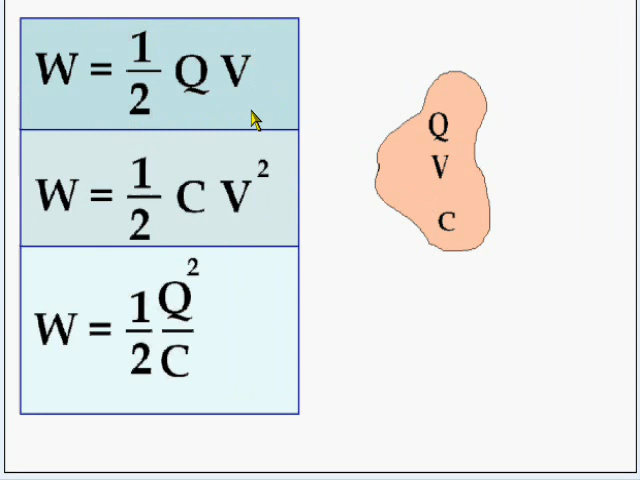 W = 1/2 Q V
W = 1/2 C V²
W = 1/2 Q²/C
Q
V
C